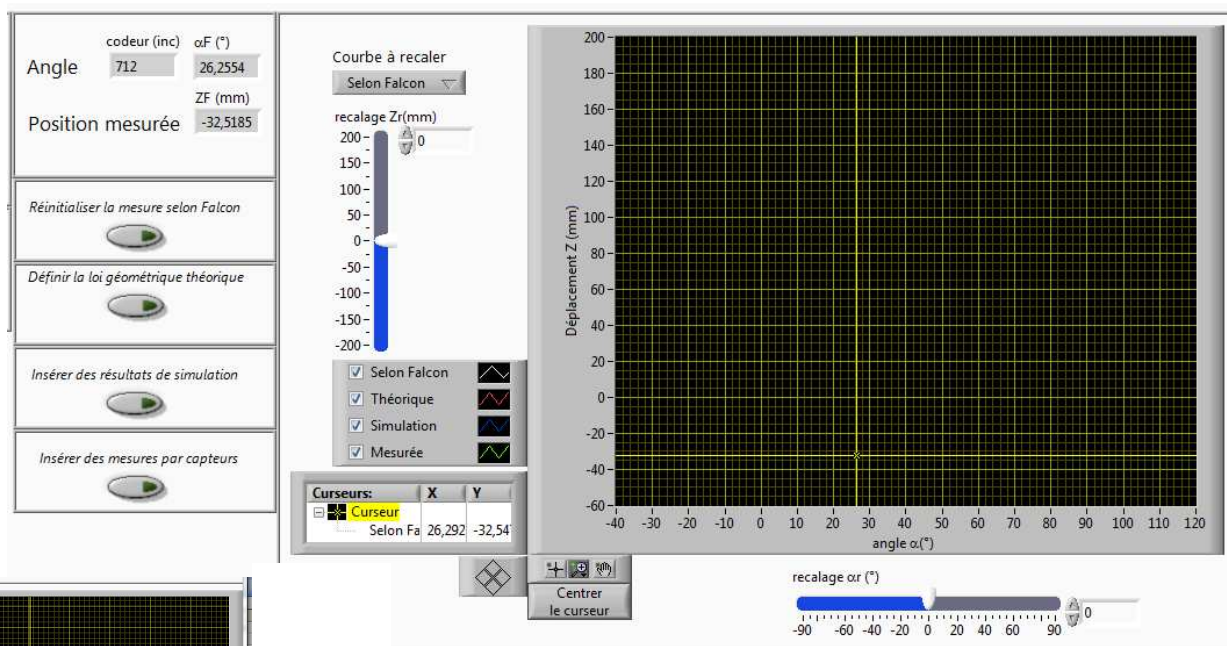 codeur (inc) αF (°)
Angle 712 26,2554
ZF (mm)
Position mesurée -32,5185
Réinitialiser la mesure selon Falcon
Définir la loi géométrique théorique
Insérer des résultats de simulation
Insérer des mesures par capteurs
Courbe à recaler
Selon Falcon
recalage Zr(mm)
0
200
150
100
50
0
-50
-100
-150
-200
Selon Falcon
Théorique
Simulation
Mesurée
Curseurs: X Y
Curseur
Selon Fa 26,292 -32,54
Déplacement Z (mm)
200
180
160
140
120
100
80
60
40
20
0
-20
-40
-60
-40 -30 -20 -10 0 10 20 30 40 50 60 70 80 90 100 110 120
angle α(°)
Centrer
le curseur
recalage αr (°)
0
-90 -60 -40 -20 0 20 40 60 90